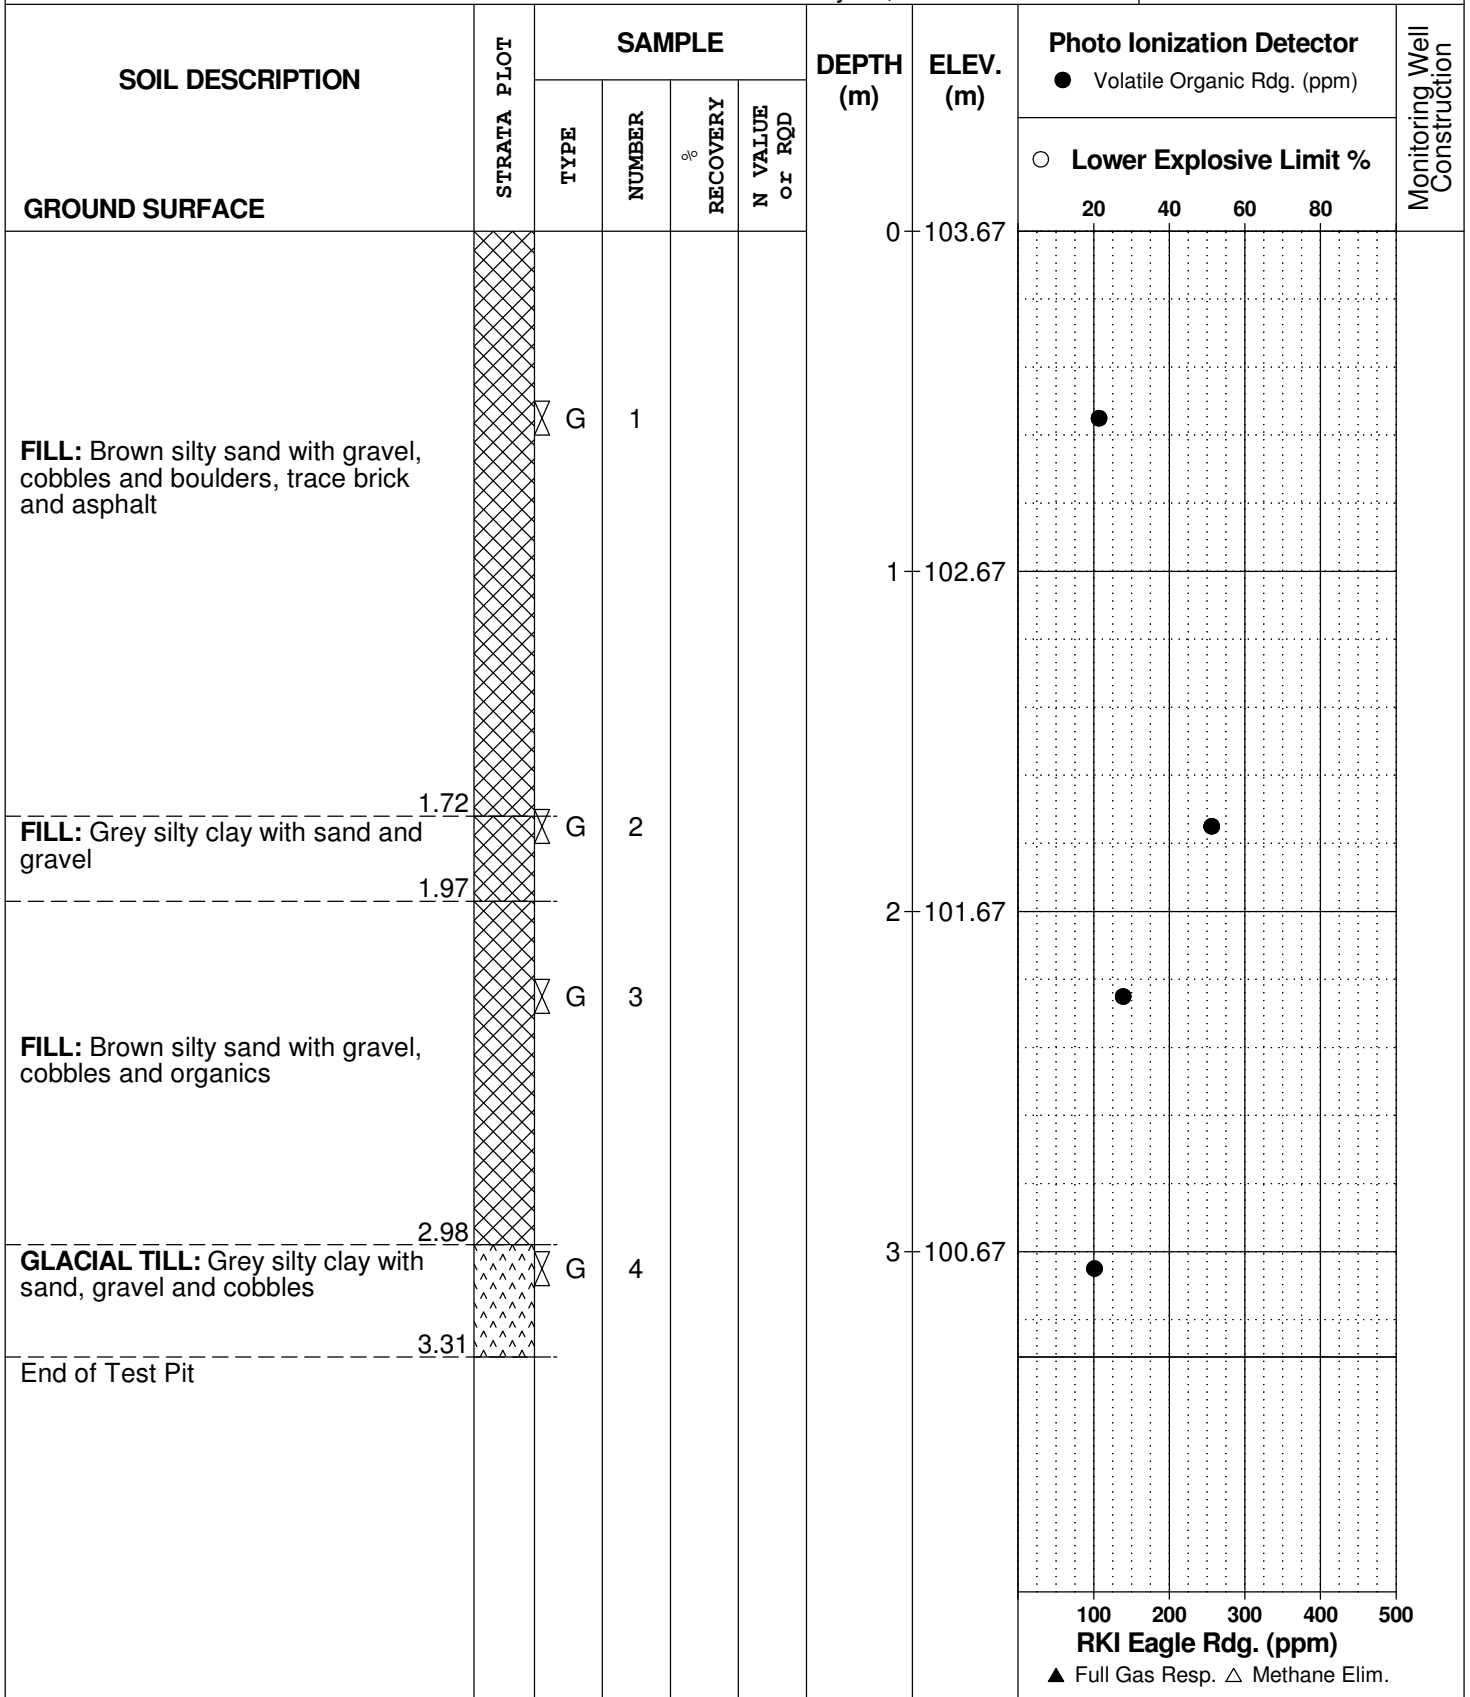 SOIL DESCRIPTION
GROUND SURFACE
STRATA PLOT
SAMPLE
TYPE
NUMBER
%
RECOVERY
N VALUE
or RQD
DEPTH
(m)
ELEV.
(m)
Photo Ionization Detector
● Volatile Organic Rdg. (ppm)
○ Lower Explosive Limit %
20 40 60 80
Monitoring Well
Construction
0 103.67
G 1
FILL: Brown silty sand with gravel,
cobbles and boulders, trace brick
and asphalt
1 102.67
1.72
FILL: Grey silty clay with sand and
gravel
G 2
1.97
2 101.67
G 3
FILL: Brown silty sand with gravel,
cobbles and organics
2.98
3 100.67
GLACIAL TILL: Grey silty clay with
sand, gravel and cobbles
G 4
3.31
End of Test Pit
100 200 300 400 500
RKI Eagle Rdg. (ppm)
▲ Full Gas Resp. △ Methane Elim.